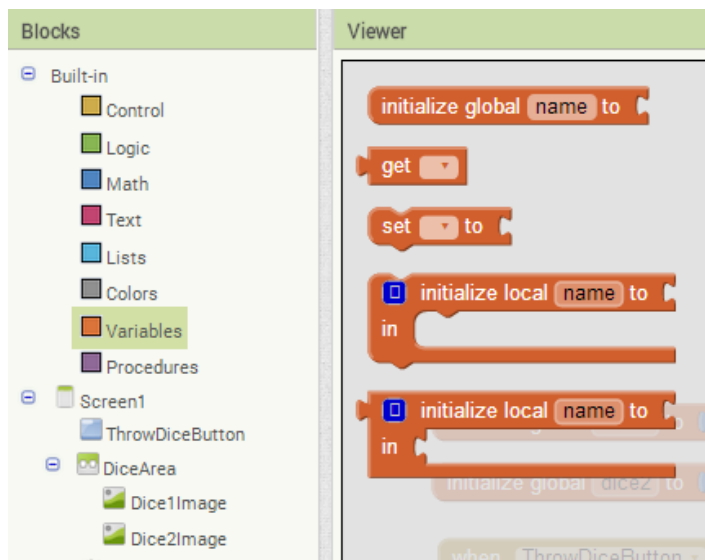 Blocks
Built-in
Control
Logic
Math
Text
Lists
Colors
Variables
Procedures
Screen1
ThrowDiceButton
DiceArea
Dice1Image
Dice2Image
Viewer
initialize global name to
get
set to
initialize local name to
in
initialize local name to
in
initialize global dice2 to
when ThrowDiceButton